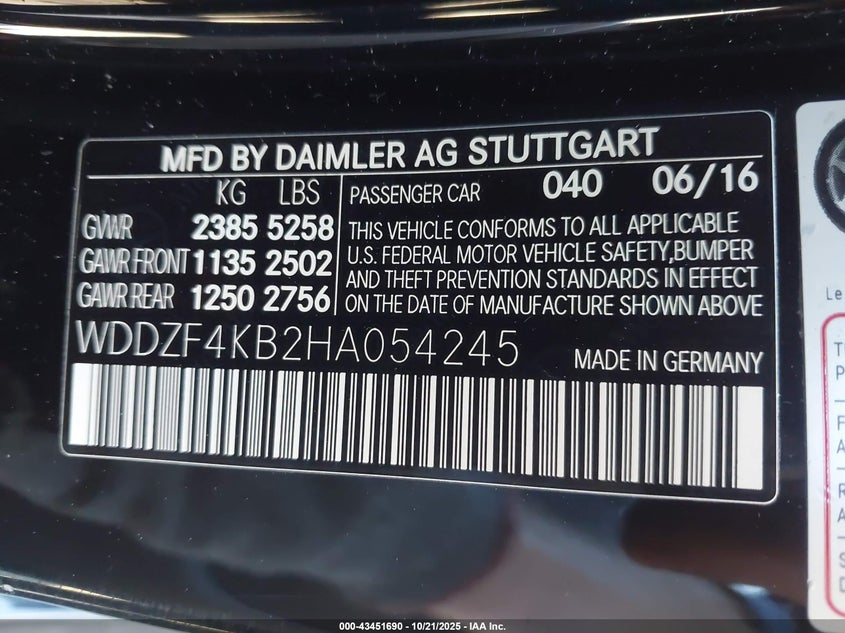 MFD BY DAIMLER AG STUTTGART
KG LBS
GVWR 2385 5258
GAWR FRONT 1135 2502
GAWR REAR 1250 2756
PASSENGER CAR 040 06/16
THIS VEHICLE CONFORMS TO ALL APPLICABLE
U.S. FEDERAL MOTOR VEHICLE SAFETY,BUMPER
AND THEFT PREVENTION STANDARDS IN EFFECT
ON THE DATE OF MANUFACTURE SHOWN ABOVE
WDDZF4KB2HA054245 MADE IN GERMANY
Le
P
F
A
R
A
S
000-43451690 - 10/21/2025 - IAA Inc.